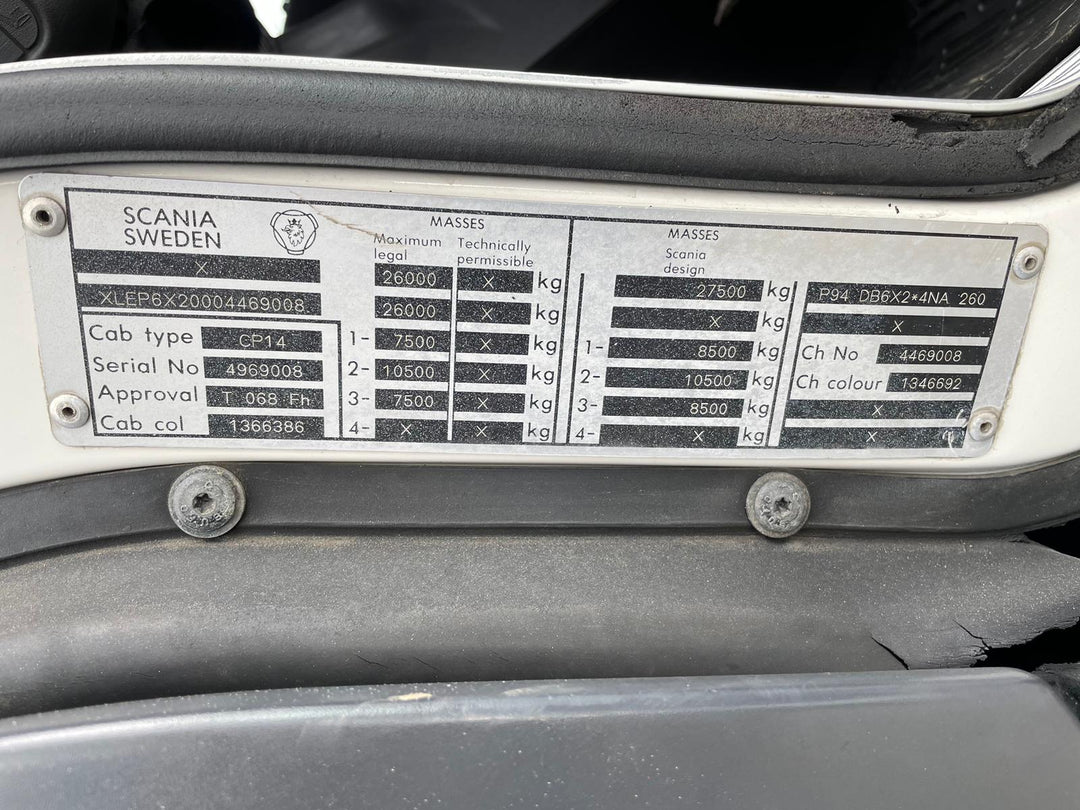 SCANIA
SWEDEN
X
XLEP6X20004469008
Cab type CP14
Serial No 4969008
Approval T 068 Fh
Cab col 1366386
MASSES
Maximum legal Technically permissible
26000 X kg
26000 X kg
1- 7500 X kg
2- 10500 X kg
3- 7500 X kg
4- X X kg
MASSES
Scania
design
27500 kg
X kg
1- 8500 kg
2- 10500 kg
3- 8500 kg
4- X kg
P94 DB6X2*4NA 260
X
Ch No 4469008
Ch colour 1346692
X
X